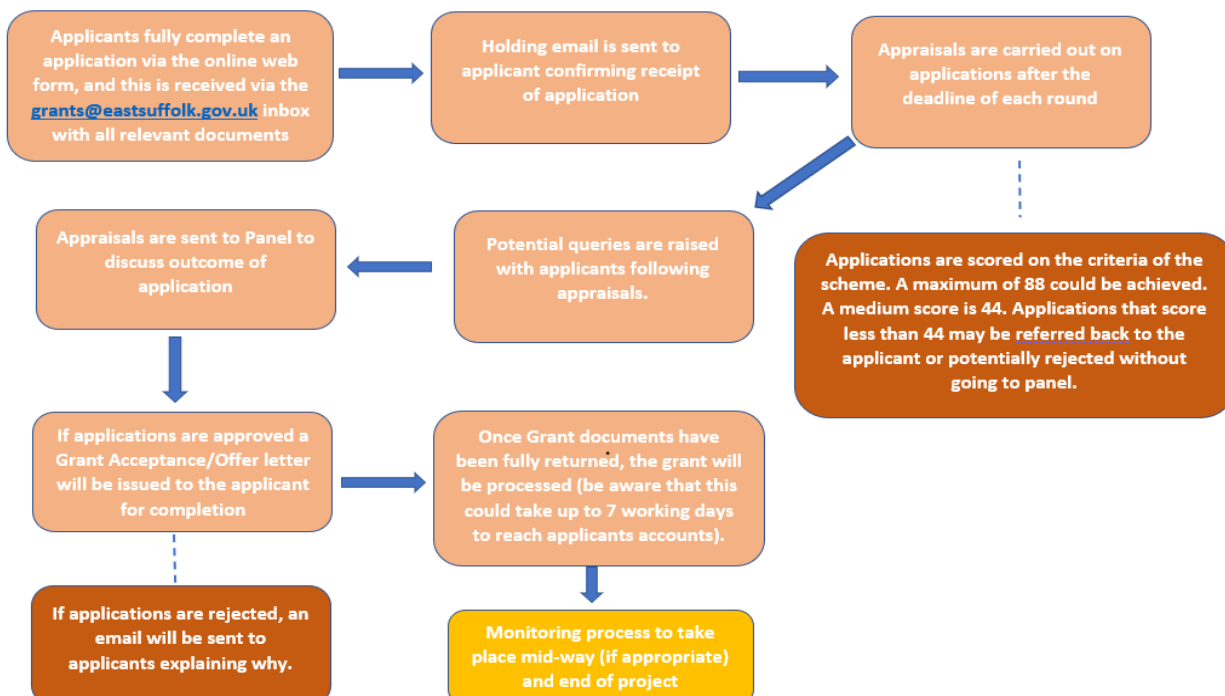 Applicants fully complete an
application via the online web
form, and this is received via the
grants@eastsuffolk.gov.uk inbox
with all relevant documents
Holding email is sent to
applicant confirming receipt
of application
Appraisals are carried out on
applications after the
deadline of each round
Applications are scored on the criteria of the
scheme. A maximum of 88 could be achieved.
A medium score is 44. Applications that score
less than 44 may be referred back to the
applicant or potentially rejected without
going to panel.
Potential queries are raised
with applicants following
appraisals.
Appraisals are sent to Panel to
discuss outcome of
application
If applications are approved a
Grant Acceptance/Offer letter
will be issued to the applicant
for completion
If applications are rejected, an
email will be sent to
applicants explaining why.
Once Grant documents have
been fully returned, the grant will
be processed (be aware that this
could take up to 7 working days
to reach applicants accounts).
Monitoring process to take
place mid-way (if appropriate)
and end of project